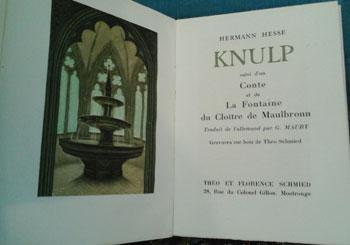 HERMANN HESSE
KNULP
suivi d'un
Conte
et de
La Fontaine
du Cloître de Maulbronn
Traduit de l'allemand par G. MAURY
Gravures sur bois de Théo Schmied
THÉO ET FLORENCE SCHMIED
28, Rue du Colonel Gillon, Montrouge